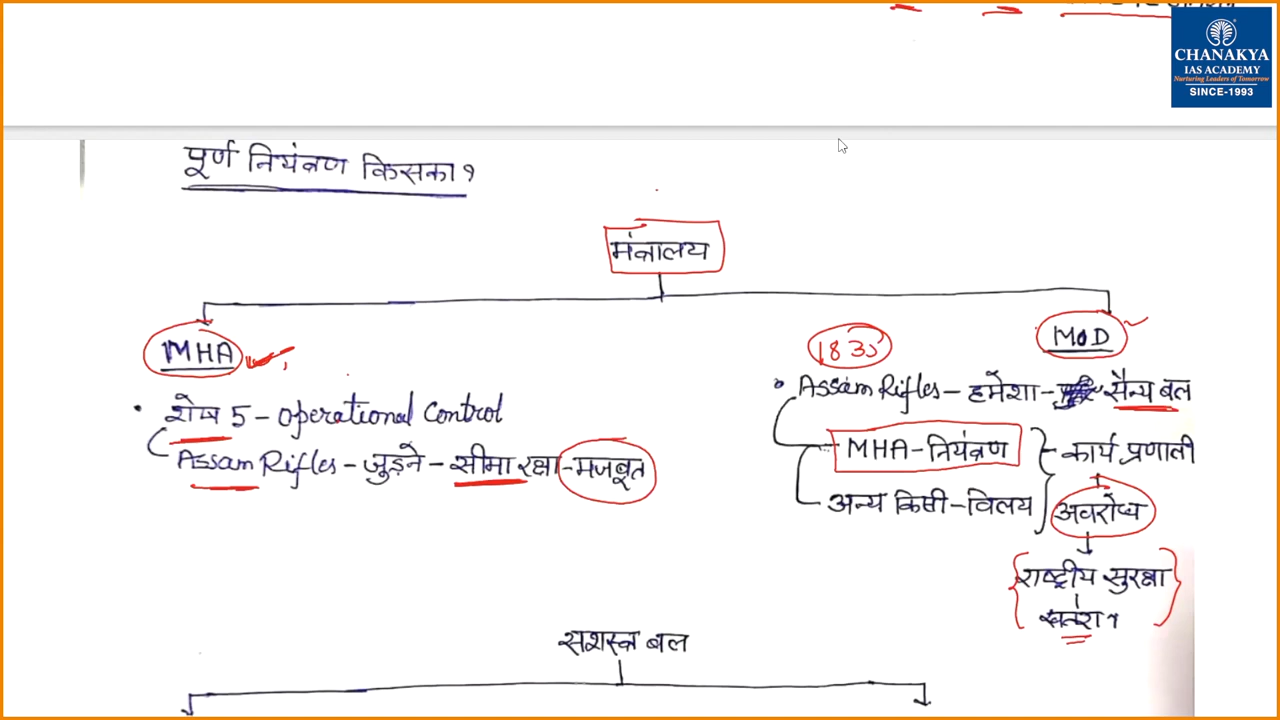 CHANAKYA
IAS ACADEMY
Nurturing Leaders of Tomorrow
SINCE-1993
पूर्ण नियंत्रण किसका ?
मंत्रालय
MHA
1835
MOD
शेष 5 - Operational Control
Assam Rifles - जुड़ने - सीमा रक्षा - मजबूत
Assam Rifles - हमेशा - सैन्य बल
MHA - नियंत्रण
कार्य प्रणाली
अन्य किसी - विलय
अवरोध
राष्ट्रीय सुरक्षा
खतरा ?
सशस्त्र बल